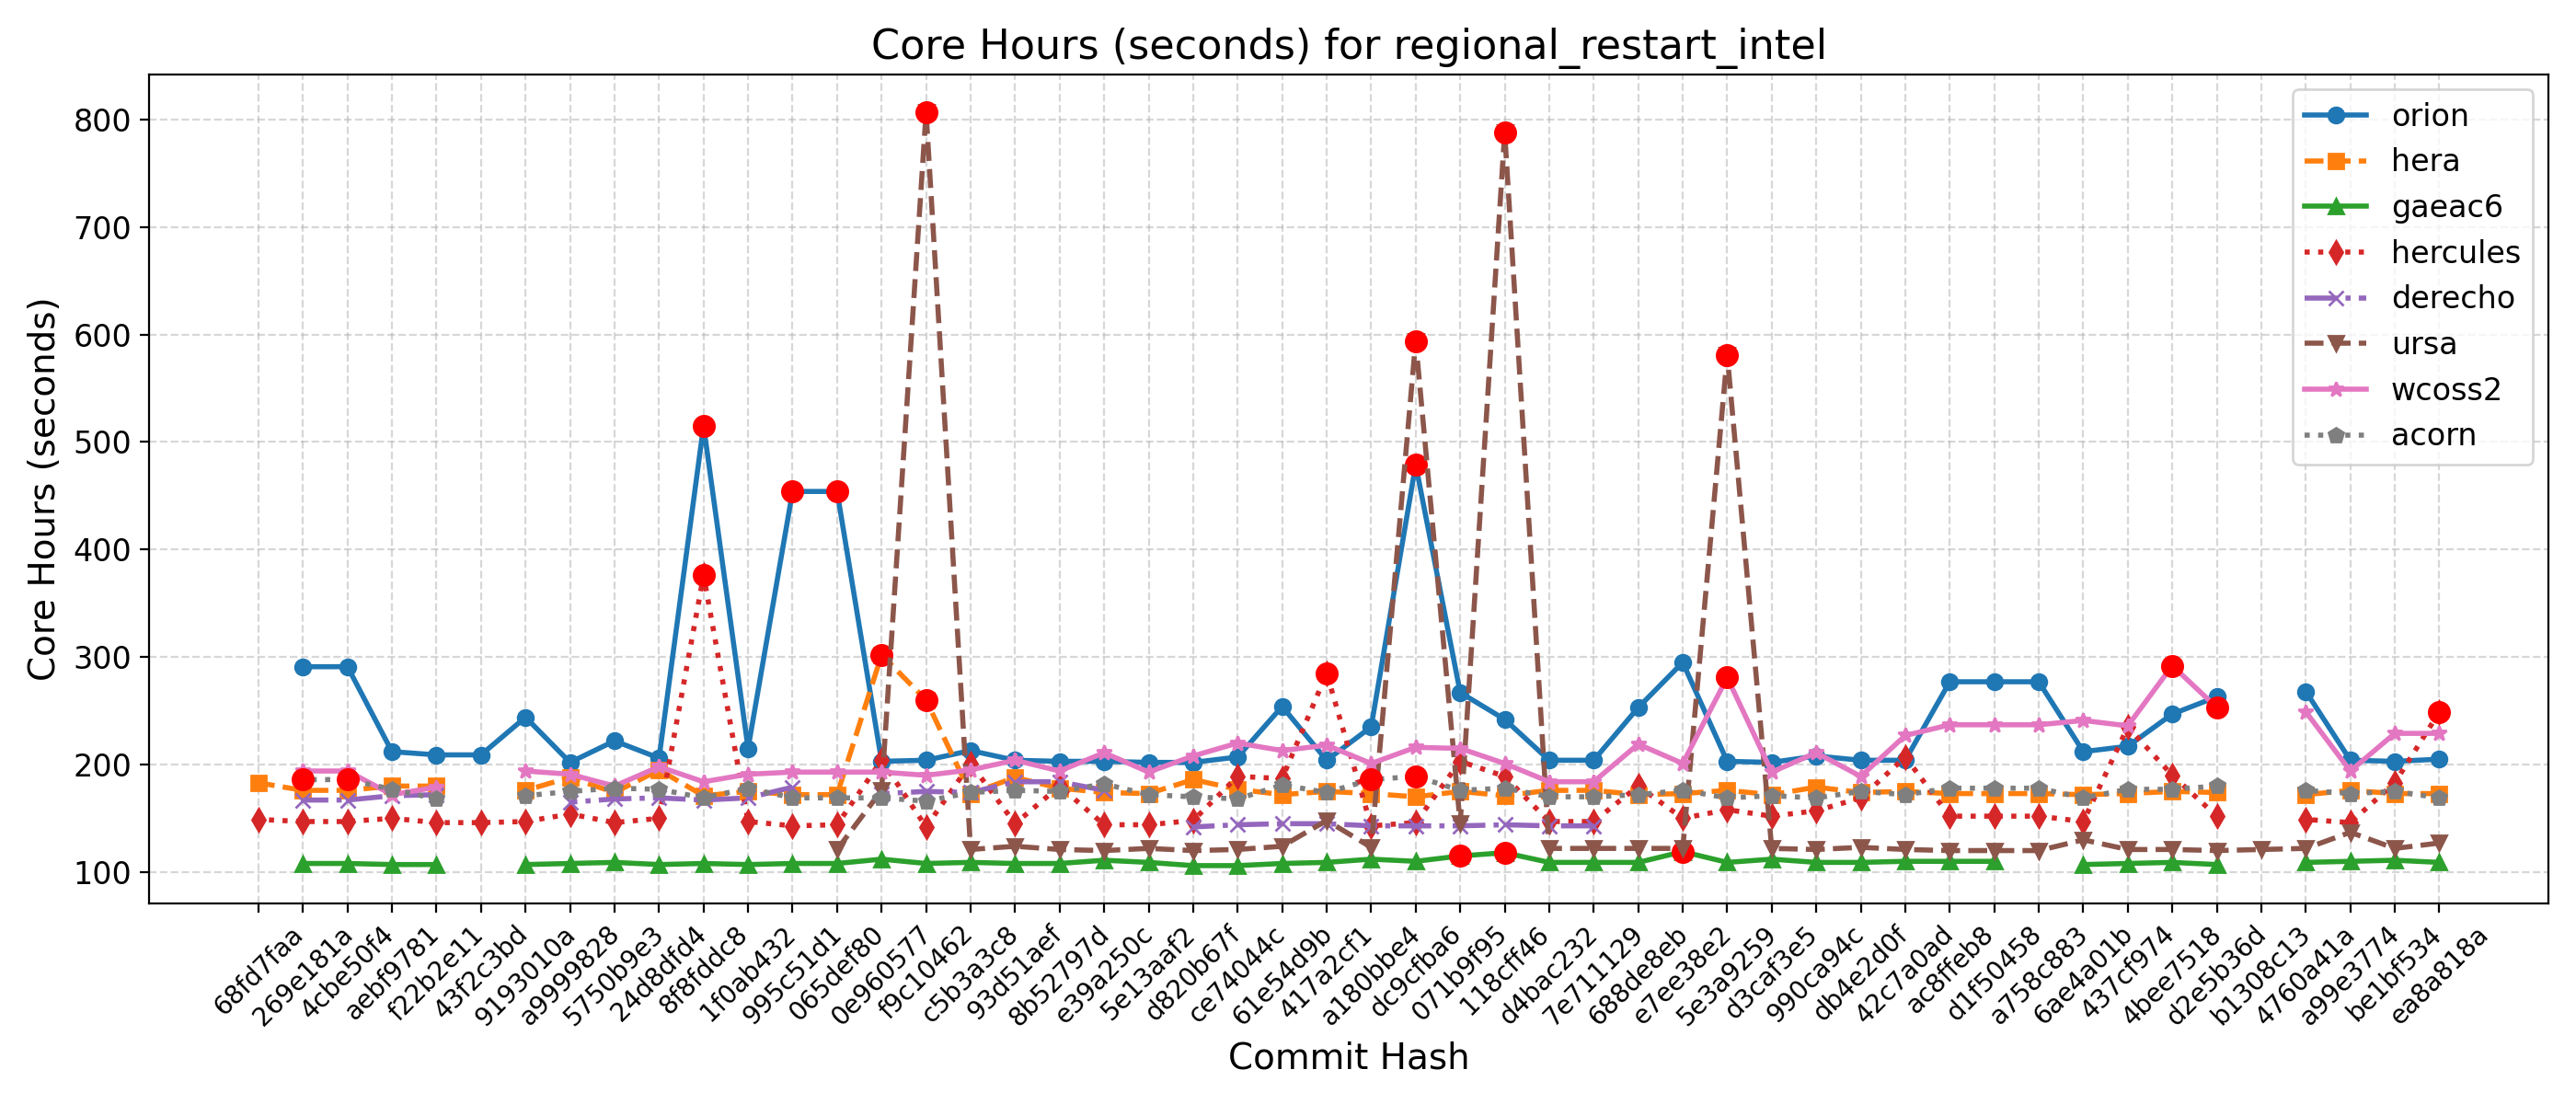 Core Hours (seconds) for regional_restart_intel
Core Hours (seconds)
800
700
600
500
400
300
200
100
orion
hera
gaeac6
hercules
derecho
ursa
wcoss2
acorn
68fd7faa
269e181a
4cbe50f4
aebf9781
f22b2e11
43f2c3bd
9193010a
a9999828
5750b9e3
24d8dfd4
8f8fddc8
1f0ab432
995c51d1
065def80
0e960577
f9c10462
c5b3a3c8
93d51aef
8b52797d
e39a250c
5e13aaf2
d820b67f
ce74044c
61e54d9b
417a2cf1
a180bbe4
dc9cfba6
071b9f95
118cff46
d4bac232
7e711129
688de8eb
e7ee38e2
5e3a9259
d3caf3e5
990ca94c
db4e2d0f
42c7a0ad
ac8ffeb8
d1f50458
a758c883
6ae4a01b
437cf974
4bee7518
d2e5b36d
b1308c13
4760a41a
a99e3774
be1bf534
ea8a818a
Commit Hash